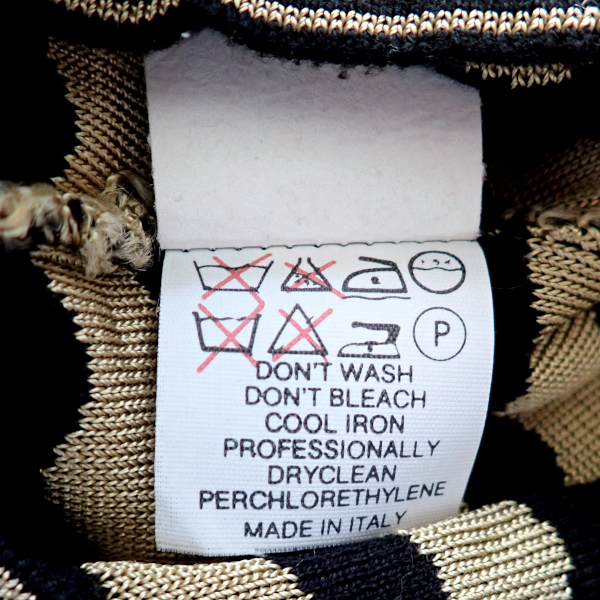 P
DON'T WASH
DON'T BLEACH
COOL IRON
PROFESSIONALLY
DRYCLEAN
PERCHLORETHYLENE
MADE IN ITALY